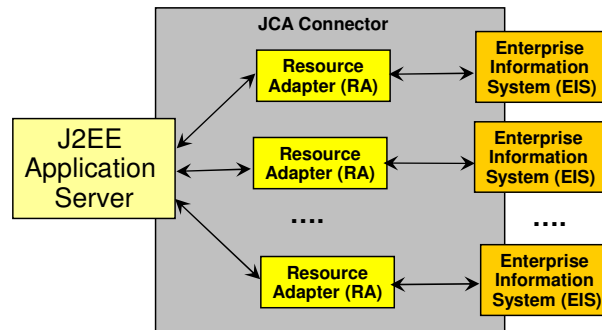 JCA Connector
Resource
Adapter (RA)
Enterprise
Information
System (EIS)
J2EE
Application
Server
Resource
Adapter (RA)
Enterprise
Information
System (EIS)
....
....
Resource
Adapter (RA)
Enterprise
Information
System (EIS)